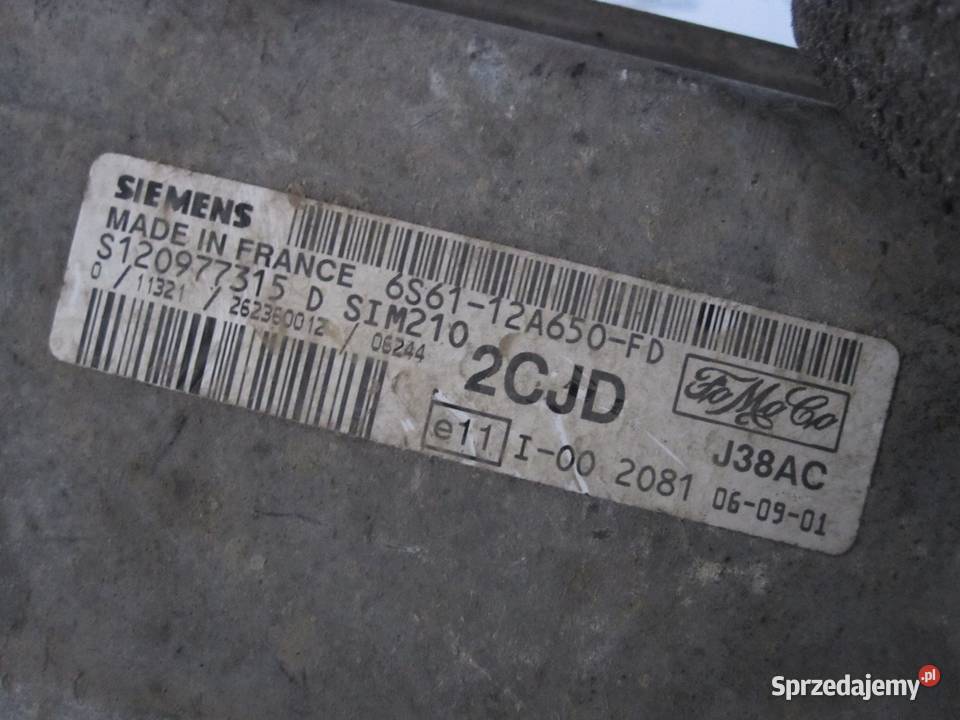 SIEMENS
MADE IN FRANCE 6S61-12A650-FD
S120977315 D SIM210
0 / 11321 / 262360012 / 06244
2CJD
FoMoCo
J38AC
e11 I-00 2081 06-09-01
Sprzedajemy.pl